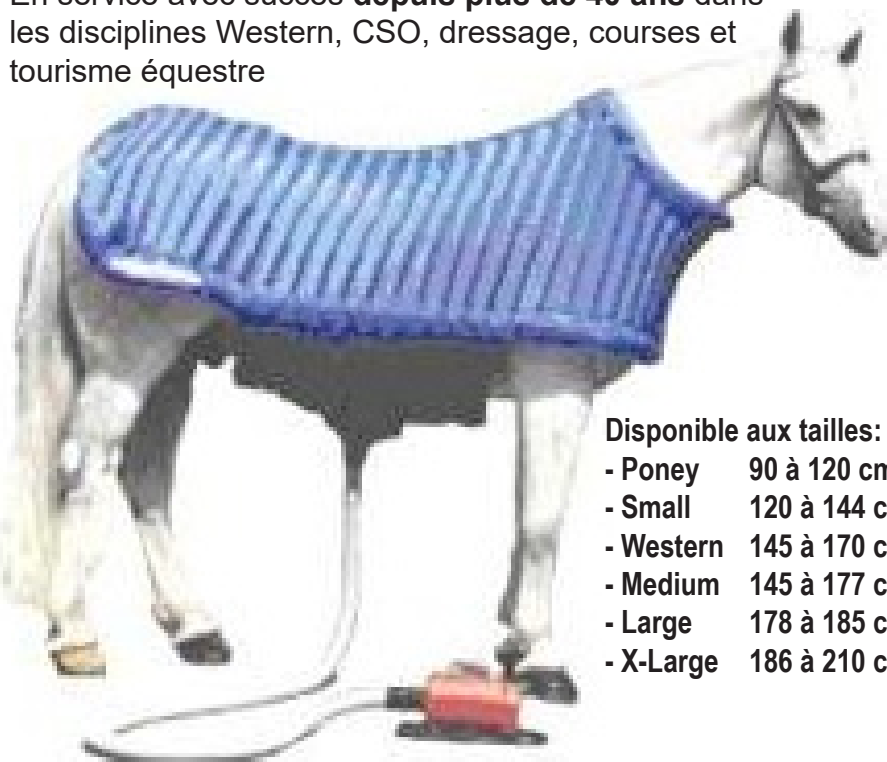 En service avec succès depuis plus de 40 ans dans
les disciplines Western, CSO, dressage, courses et
tourisme équestre
Disponible aux tailles:
- Poney 90 à 120 cm
- Small 120 à 144 c
- Western 145 à 170 c
- Medium 145 à 177 c
- Large 178 à 185 c
- X-Large 186 à 210 c